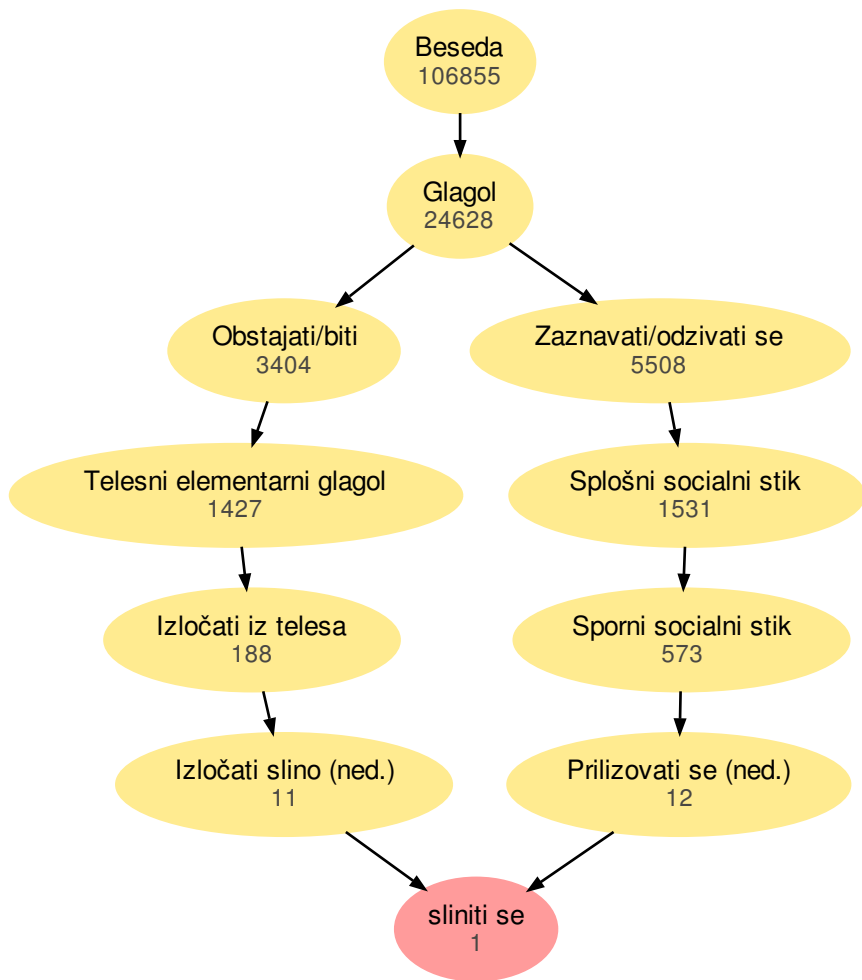 Beseda
106855
Glagol
24628
Obstajati/biti
3404
Zaznavati/odzivati se
5508
Telesni elementarni glagol
1427
Splošni socialni stik
1531
Izločati iz telesa
188
Sporni socialni stik
573
Izločati slino (ned.)
11
Prilizovati se (ned.)
12
sliniti se
1